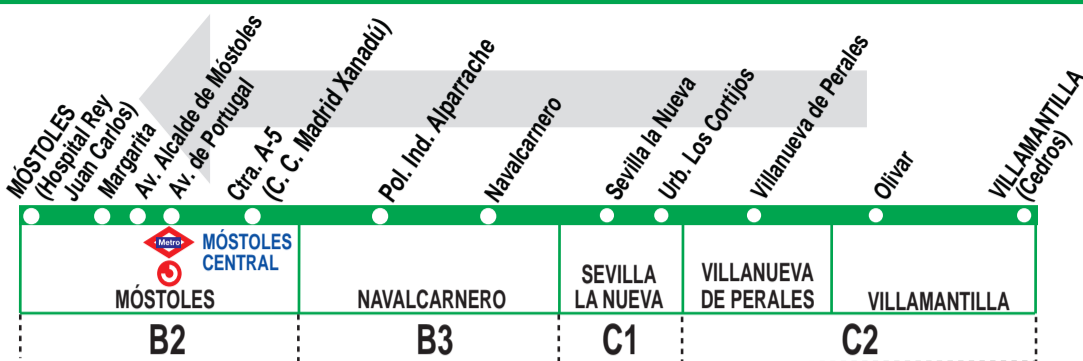 MÓSTOLES
(Hospital Rey
Juan Carlos)
Margarita
Av. Alcalde de Móstoles
Av. de Portugal
Ctra. A-5
(C. C. Madrid Xanadú)
Pol. Ind. Alparrache
Navalcarnero
Sevilla la Nueva
Urb. Los Cortijos
Villanueva de Perales
Olivar
VILLAMANTILLA
(Cedros)
Metro
MÓSTOLES
CENTRAL
MÓSTOLES
NAVALCARNERO
SEVILLA
LA NUEVA
VILLANUEVA
DE PERALES
VILLAMANTILLA
B2
B3
C1
C2